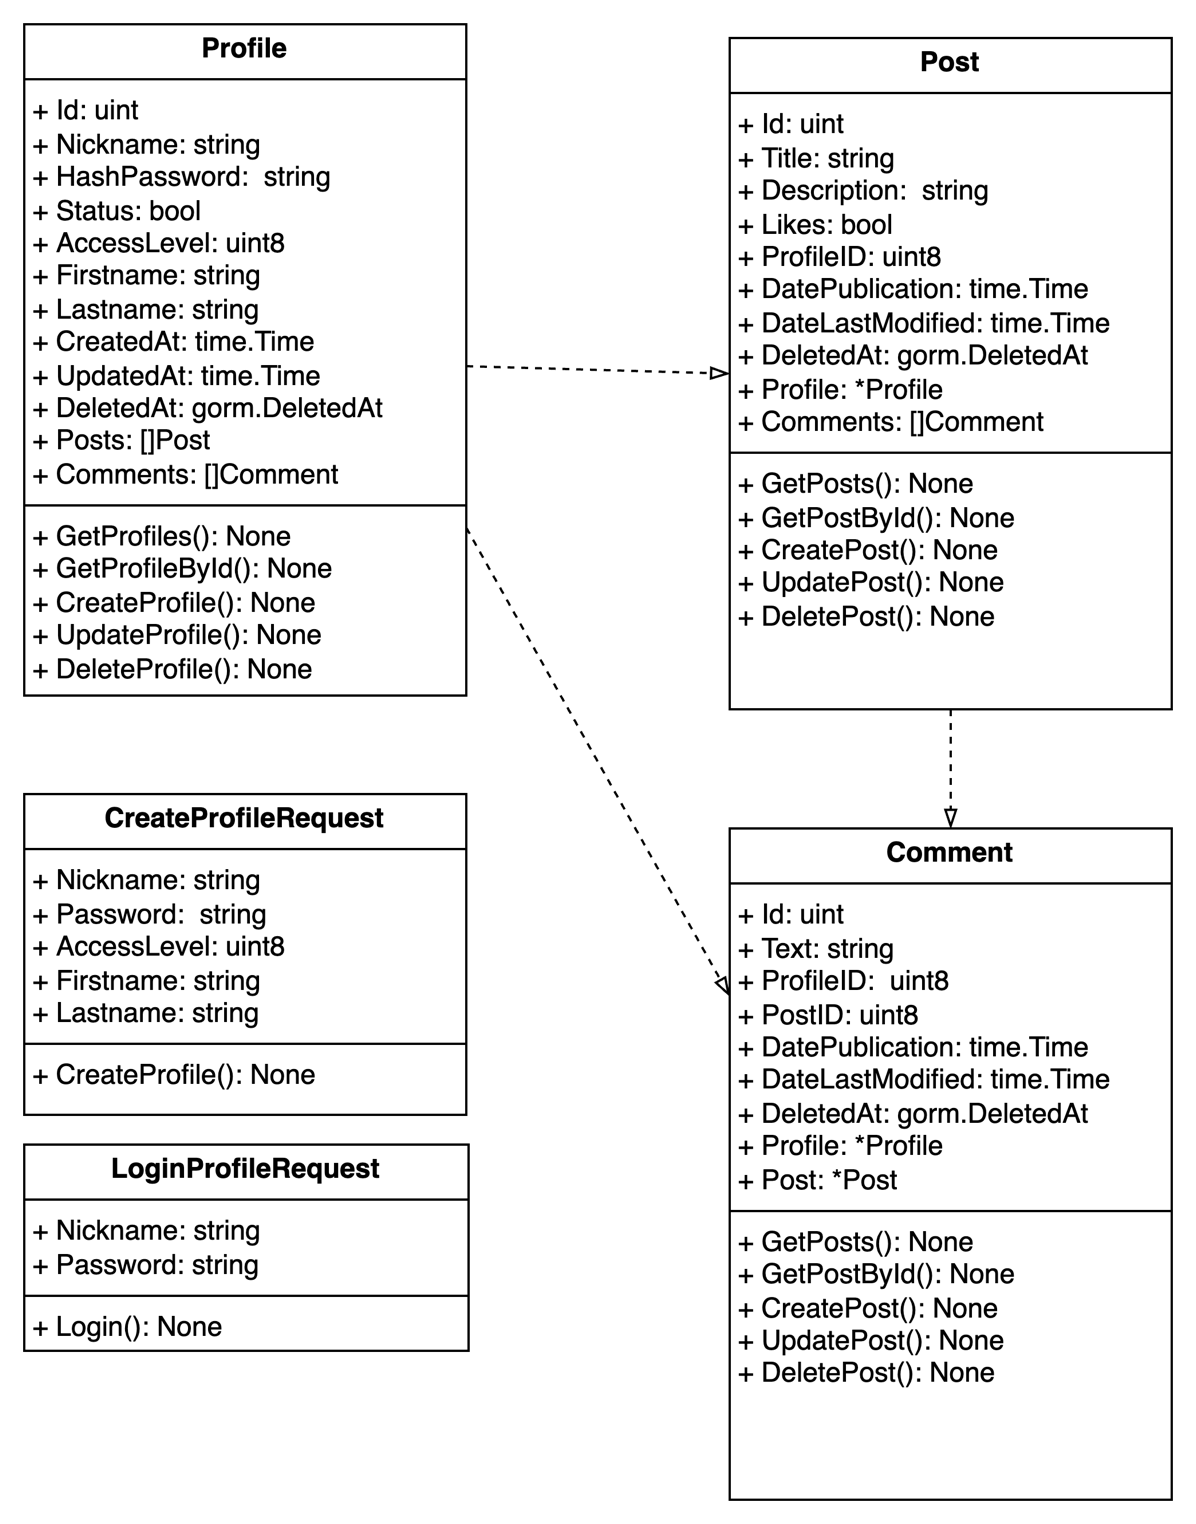 Profile
+ Id: uint
+ Nickname: string
+ HashPassword:  string
+ Status: bool
+ AccessLevel: uint8
+ Firstname: string
+ Lastname: string
+ CreatedAt: time.Time
+ UpdatedAt: time.Time
+ DeletedAt: gorm.DeletedAt
+ Posts: []Post
+ Comments: []Comment
+ GetProfiles(): None
+ GetProfileById(): None
+ CreateProfile(): None
+ UpdateProfile(): None
+ DeleteProfile(): None
Post
+ Id: uint
+ Title: string
+ Description:  string
+ Likes: bool
+ ProfileID: uint8
+ DatePublication: time.Time
+ DateLastModified: time.Time
+ DeletedAt: gorm.DeletedAt
+ Profile: *Profile
+ Comments: []Comment
+ GetPosts(): None
+ GetPostById(): None
+ CreatePost(): None
+ UpdatePost(): None
+ DeletePost(): None
CreateProfileRequest
+ Nickname: string
+ Password:  string
+ AccessLevel: uint8
+ Firstname: string
+ Lastname: string
+ CreateProfile(): None
LoginProfileRequest
+ Nickname: string
+ Password: string
+ Login(): None
Comment
+ Id: uint
+ Text: string
+ ProfileID:  uint8
+ PostID: uint8
+ DatePublication: time.Time
+ DateLastModified: time.Time
+ DeletedAt: gorm.DeletedAt
+ Profile: *Profile
+ Post: *Post
+ GetPosts(): None
+ GetPostById(): None
+ CreatePost(): None
+ UpdatePost(): None
+ DeletePost(): None